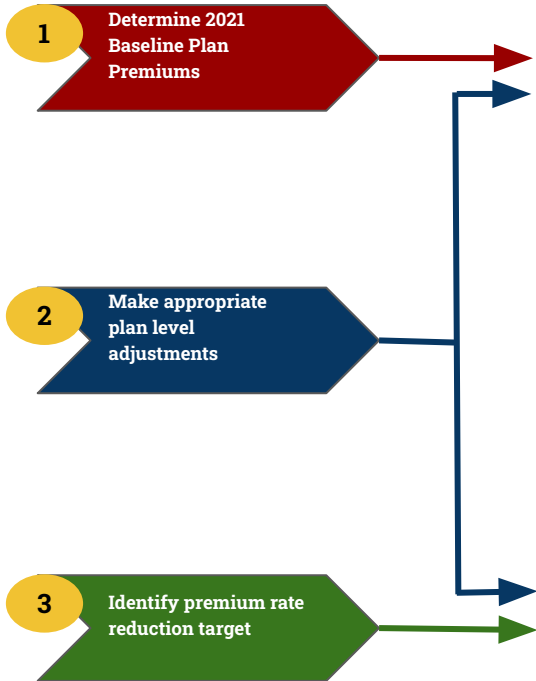 1
Determine 2021
Baseline Plan
Premiums
2
Make appropriate
plan level
adjustments
3
Identify premium rate
reduction target